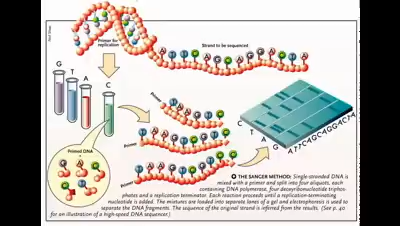 Primer for
replication
Strand to be sequenced
G
T
A
C
Primer
Primer
Primer
Primed DNA
C
T
A
G
THE SANGER METHOD: Single-stranded DNA is
mixed with a primer and split into four aliquots, each
containing DNA polymerase, four deoxyribonucleotide triphos-
phates and a replication terminator. Each reaction proceeds until a replication-terminating
nucleotide is added. The mixtures are loaded into separate lanes of a gel and electrophoresis is used to
separate the DNA fragments. The sequence of the original strand is inferred from the results. (See p. 40
for an illustration of a high-speed DNA sequencer.)